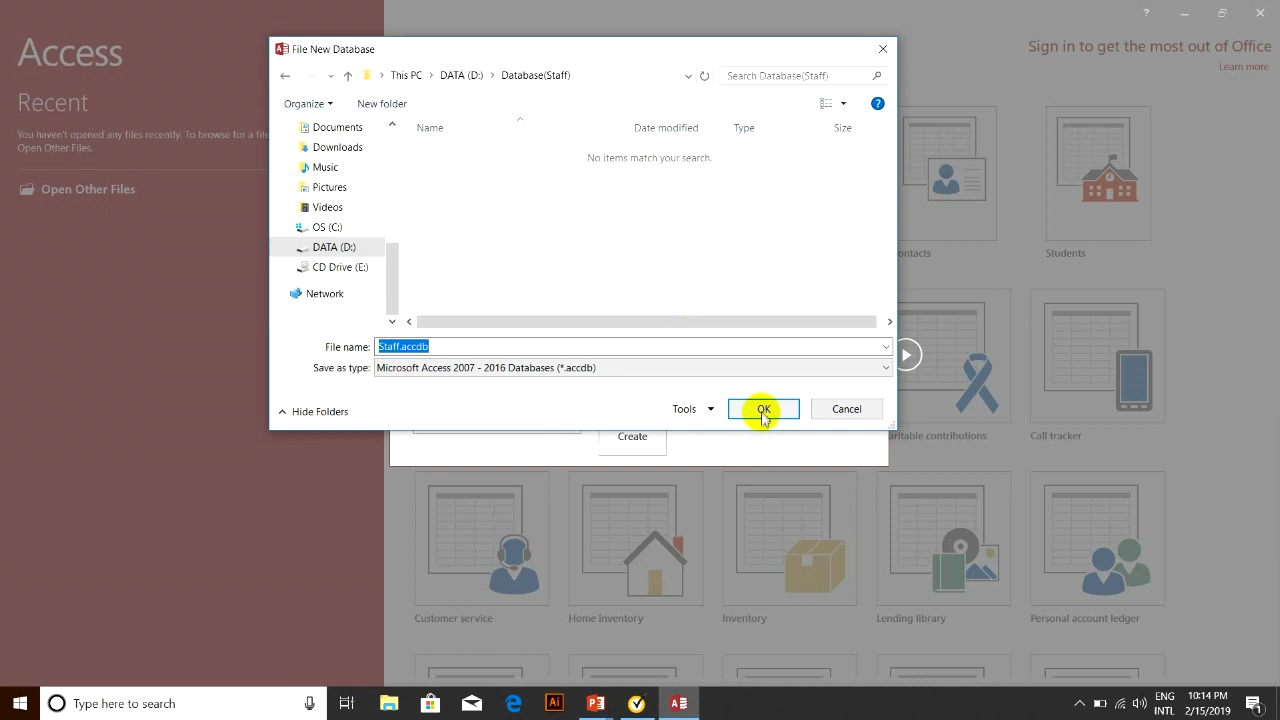 Access
Recent
You haven't opened any files recently. To browse for a file
Open Other Files.
Open Other Files
?
Sign in to get the most out of Office
Learn more
File New Database
This PC > DATA (D:) > Database(Staff)
Search Database(Staff)
Organize
New folder
?
Documents
Downloads
Music
Pictures
Videos
OS (C:)
DATA (D:)
CD Drive (E:)
Network
Name
Date modified
Type
Size
No items match your search.
File name: Staff.accdb
Save as type: Microsoft Access 2007 - 2016 Databases (*.accdb)
Hide Folders
Tools
OK
Cancel
Create
ontacts
Students
aritable contributions
Call tracker
Customer service
Home inventory
Inventory
Lending library
Personal account ledger
Type here to search
Ai
ENG
INTL
10:14 PM
2/15/2019
1